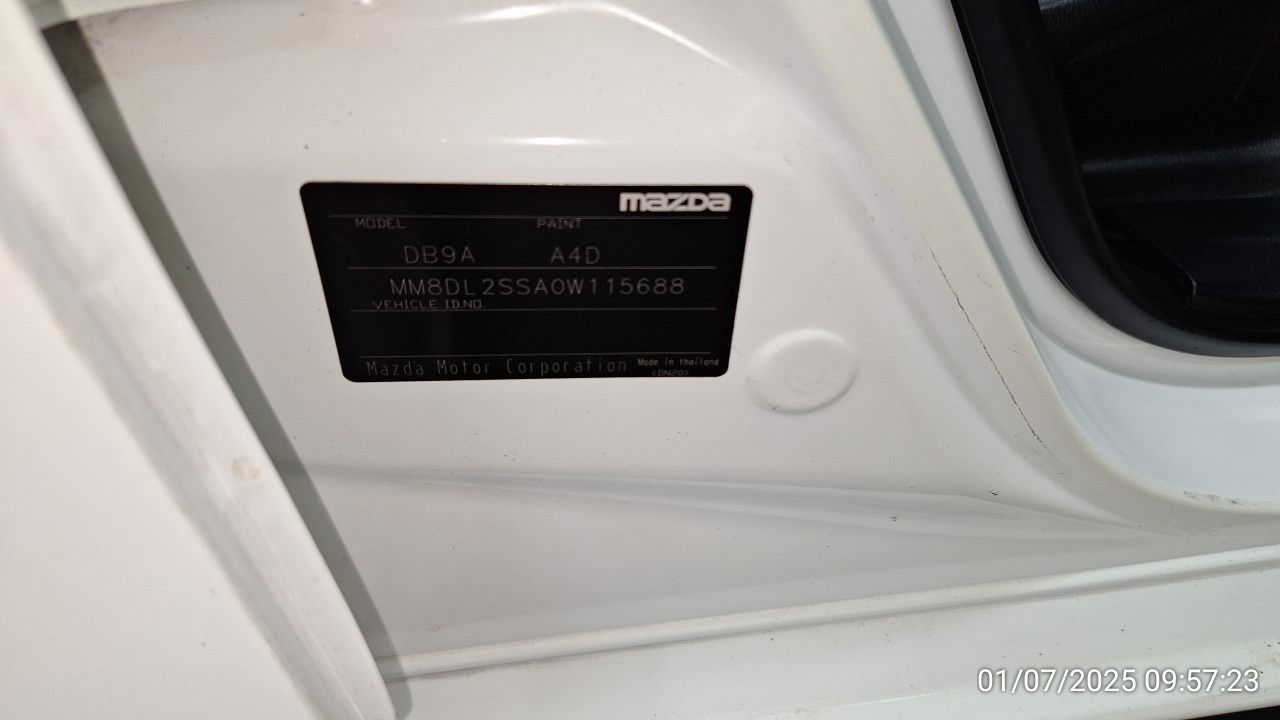 mazda
MODEL PAINT
DB9A A4D
MM8DL2SSA0W115688
VEHICLE ID.NO.
Mazda Motor Corporation Made in thailand
(DN20)
01/07/2025 09:57:23